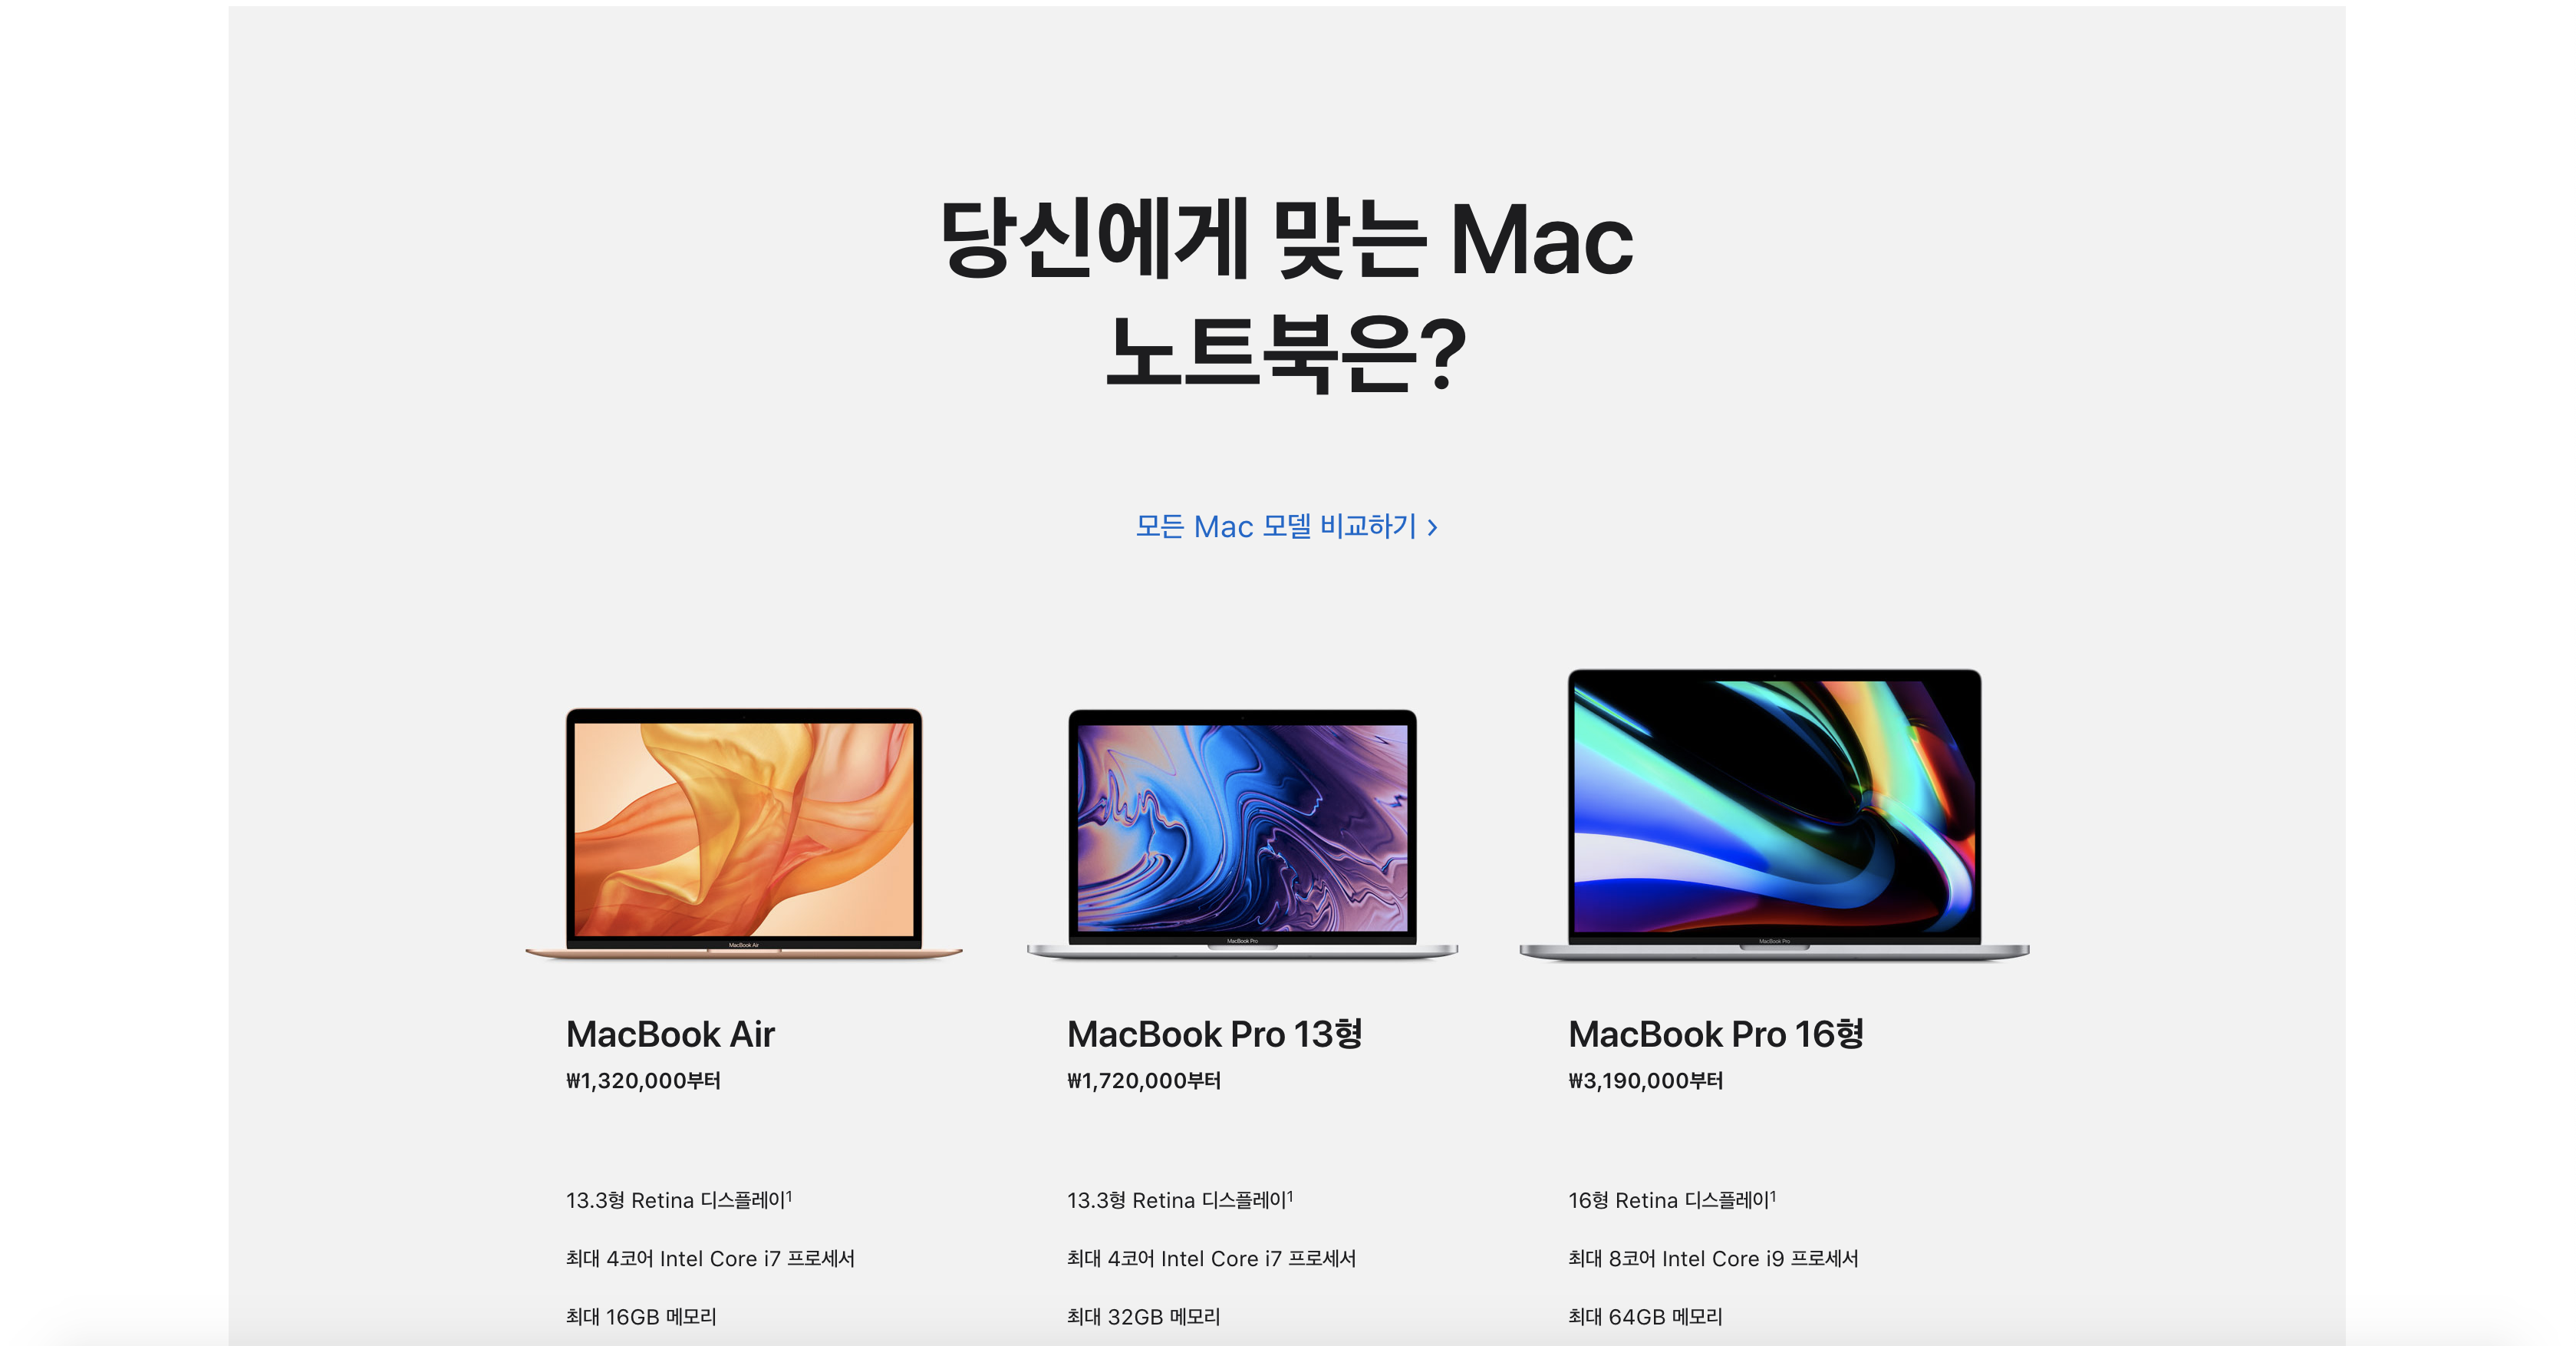 당신에게 맞는 Mac
노트북은?
모든 Mac 모델 비교하기 >
MacBook Air
MacBook Pro
MacBook Pro
MacBook Air
MacBook Pro 13형
MacBook Pro 16형
₩1,320,000부터
₩1,720,000부터
₩3,190,000부터
13.3형 Retina 디스플레이¹
13.3형 Retina 디스플레이¹
16형 Retina 디스플레이¹
최대 4코어 Intel Core i7 프로세서
최대 4코어 Intel Core i7 프로세서
최대 8코어 Intel Core i9 프로세서
최대 16GB 메모리
최대 32GB 메모리
최대 64GB 메모리